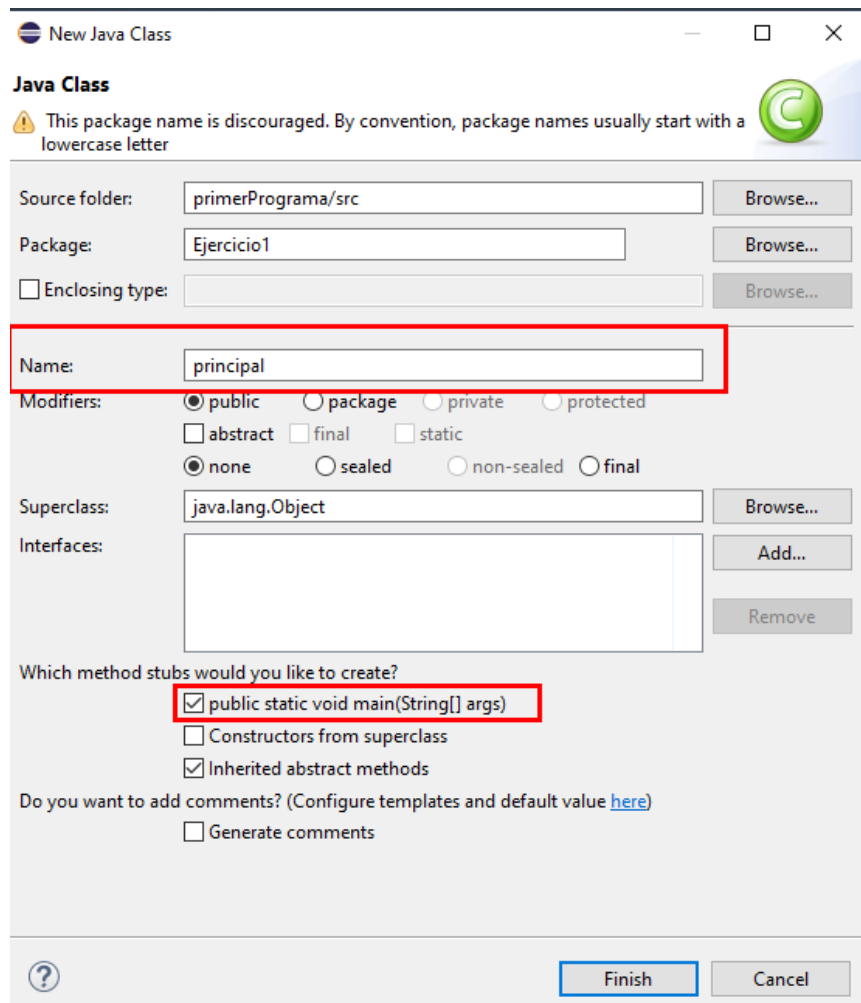 New Java Class
Java Class
This package name is discouraged. By convention, package names usually start with a
lowercase letter
Source folder: primerPrograma/src Browse...
Package: Ejercicio1 Browse...
Enclosing type: Browse...
Name: principal
Modifiers: public package private protected
abstract final static
none sealed non-sealed final
Superclass: java.lang.Object Browse...
Interfaces: Add...
Remove
Which method stubs would you like to create?
public static void main(String[] args)
Constructors from superclass
Inherited abstract methods
Do you want to add comments? (Configure templates and default value here)
Generate comments
? Finish Cancel